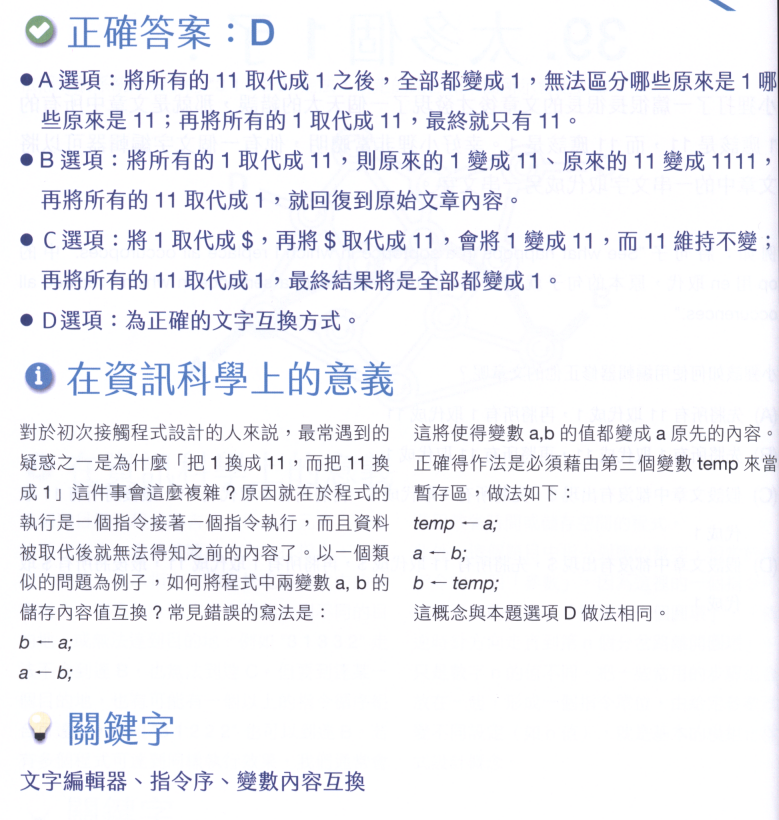 正確答案：D
● A 選項：將所有的 11 取代成 1 之後，全部都變成 1，無法區分哪些原來是 1 哪
些原來是 11；再將所有的 1 取代成 11，最終就只有 11。
● B 選項：將所有的 1 取代成 11，則原來的 1 變成 11、原來的 11 變成 1111，
再將所有的 11 取代成 1，就回復到原始文章內容。
● C 選項：將 1 取代成 $，再將 $ 取代成 11，會將 1 變成 11，而 11 維持不變；
再將所有的 11 取代成 1，最終結果將是全部都變成 1。
● D 選項：為正確的文字互換方式。
在資訊科學上的意義
對於初次接觸程式設計的人來說，最常遇到的
疑惑之一是為什麼「把 1 換成 11，而把 11 換
成 1」這件事會這麼複雜？原因就在於程式的
執行是一個指令接著一個指令執行，而且資料
被取代後就無法得知之前的內容了。以一個類
似的問題為例子，如何將程式中兩變數 a, b 的
儲存內容值互換？常見錯誤的寫法是：
b ← a;
a ← b;
這將使得變數 a,b 的值都變成 a 原先的內容。
正確得作法是必須藉由第三個變數 temp 來當
暫存區，做法如下：
temp ← a;
a ← b;
b ← temp;
這概念與本題選項 D 做法相同。
關鍵字
文字編輯器、指令序、變數內容互換